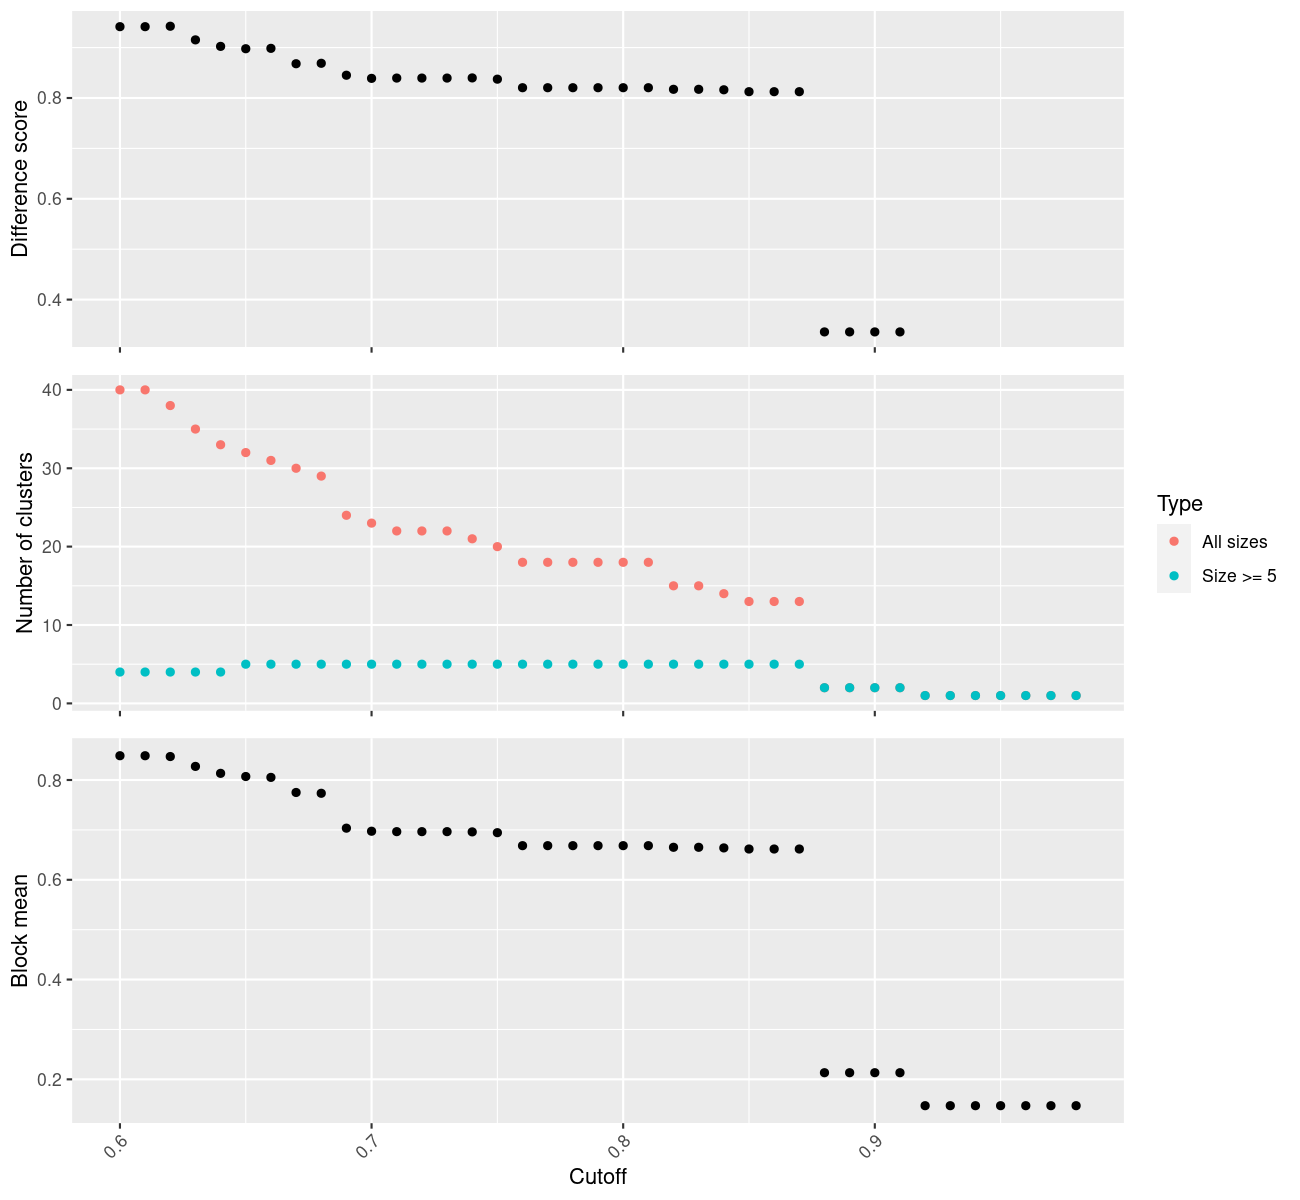 Difference score
0.8
0.6
0.4
Number of clusters
40
30
20
10
0
Type
All sizes
Size >= 5
Block mean
0.8
0.6
0.4
0.2
0.6 0.7 0.8 0.9
Cutoff